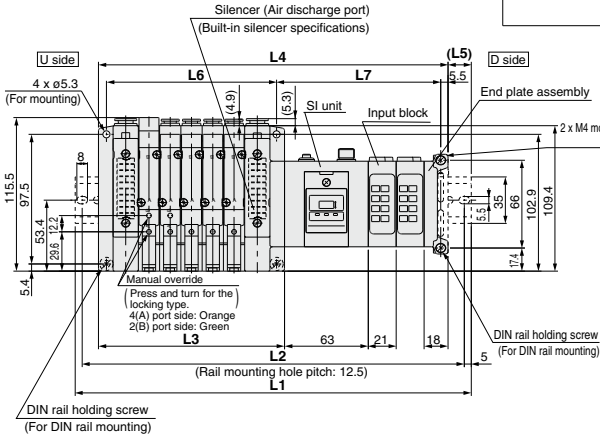 Silencer (Air discharge port)
(Built-in silencer specifications)
L4
(L5)
U side
D side
L6
L7
5.5
4 x ø5.3
(For mounting)
(4.9)
(5.3)
End plate assembly
SI unit
Input block
2 x M4 mo
8
115.5
97.5
53.4
12.2
29.6
5.4
5.5
35
66
17.4
102.9
109.4
Manual override
(Press and turn for the
locking type.)
4(A) port side: Orange
2(B) port side: Green
L3
63
21
18
DIN rail holding screw
(For DIN rail mounting)
L2
5
(Rail mounting hole pitch: 12.5)
L1
DIN rail holding screw
(For DIN rail mounting)